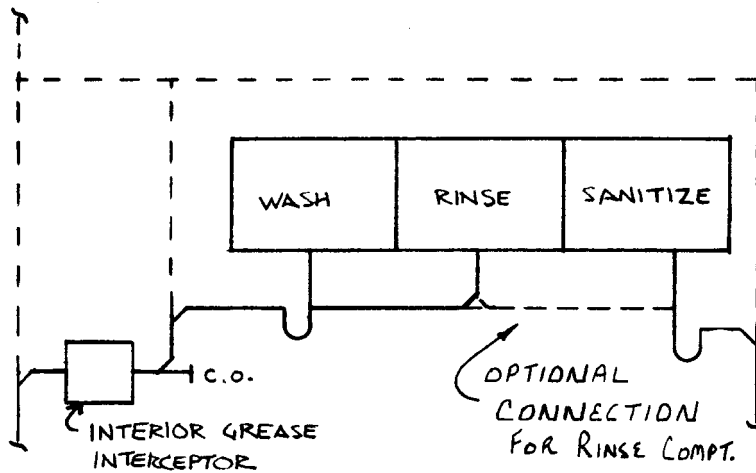 WASH
RINSE
SANITIZE
C.O.
OPTIONAL
CONNECTION
FOR RINSE COMPT.
INTERIOR GREASE
INTERCEPTOR